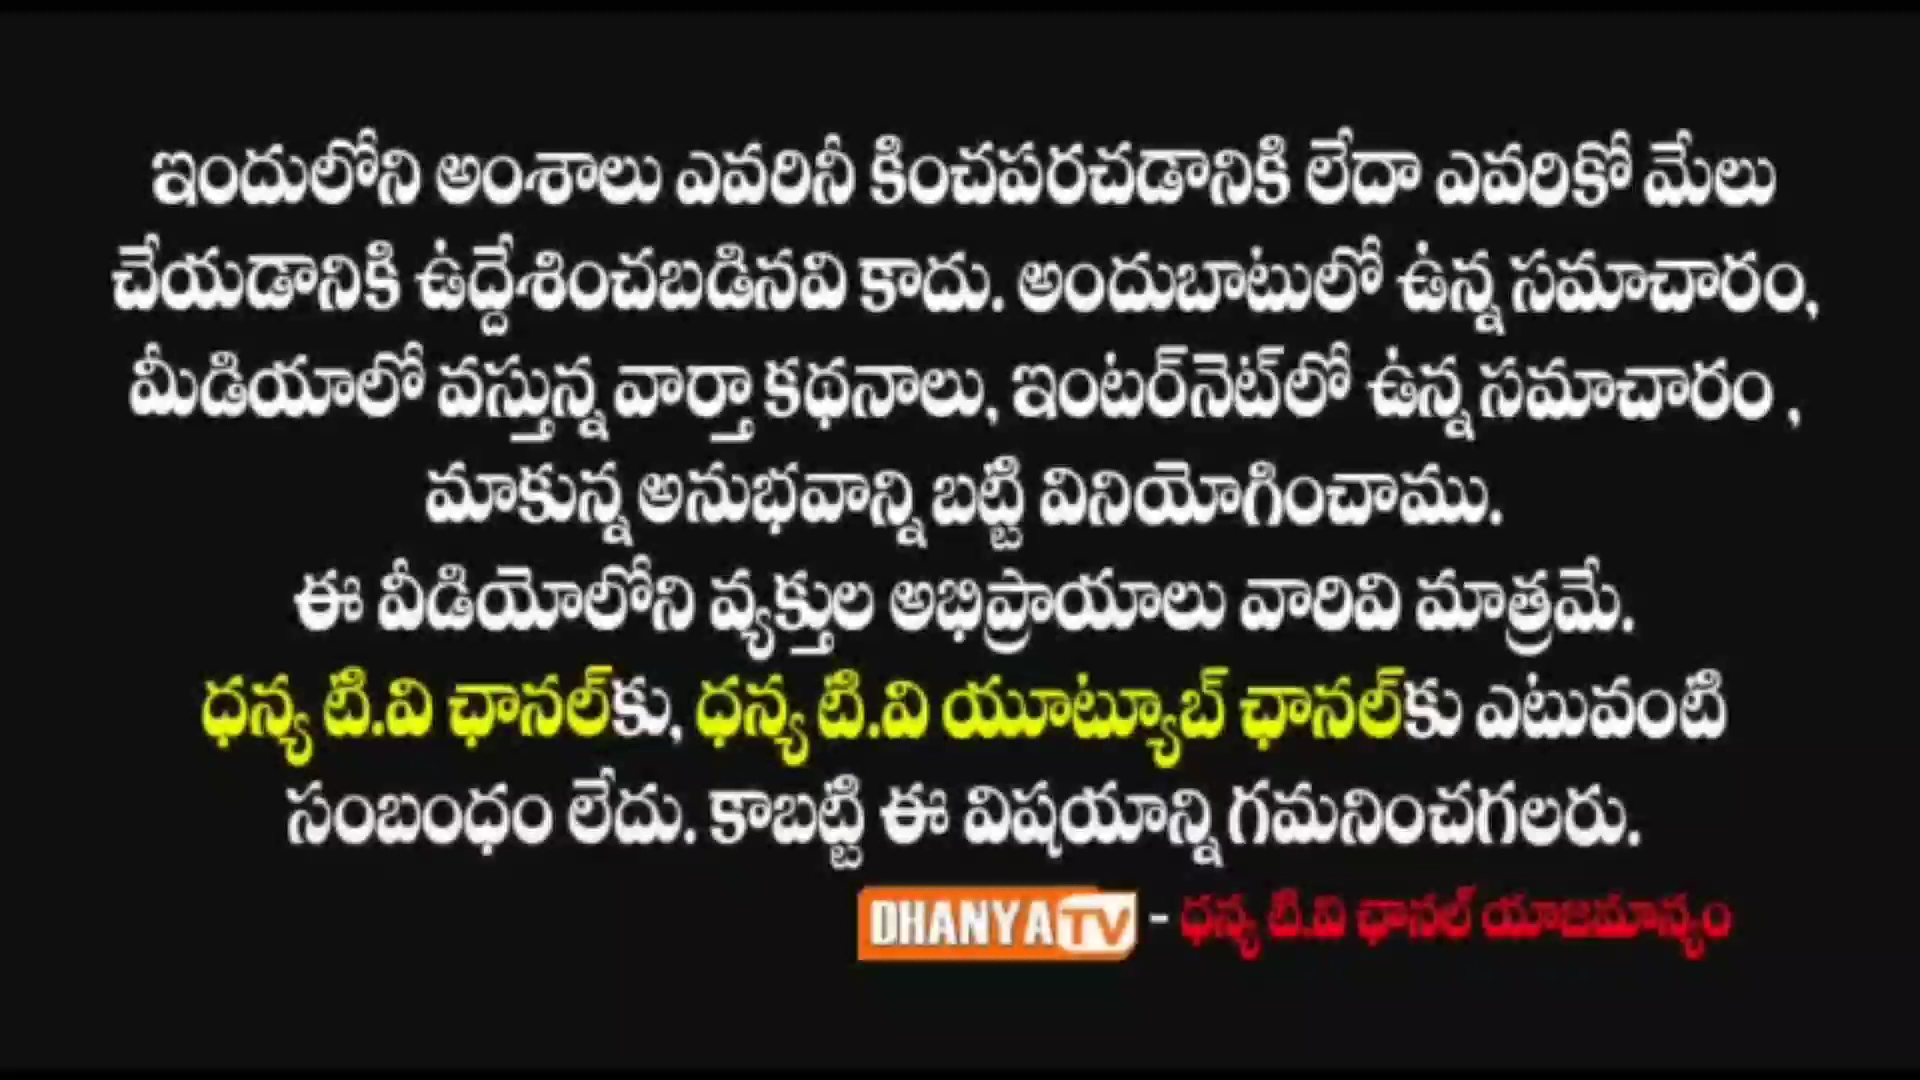 ఇందులోని అంశాలు ఎవరినీ కించపరచడానికి లేదా ఎవరికో మేలు
చేయడానికి ఉద్దేశించబడినవి కాదు. అందుబాటులో ఉన్న సమాచారం,
మీడియాలో వస్తున్న వార్తా కథనాలు, ఇంటర్‌నెట్‌లో ఉన్న సమాచారం ,
మాకున్న అనుభవాన్ని బట్టి వినియోగించాము.
ఈ వీడియోలోని వ్యక్తుల అభిప్రాయాలు వారివి మాత్రమే.
ధన్య టి.వి ఛానల్‌కు, ధన్య టి.వి యూట్యూబ్ ఛానల్‌కు ఎటువంటి
సంబంధం లేదు. కాబట్టి ఈ విషయాన్ని గమనించగలరు.
DHANYA TV - ధన్య టి.వి ఛానల్ యాజమాన్యం